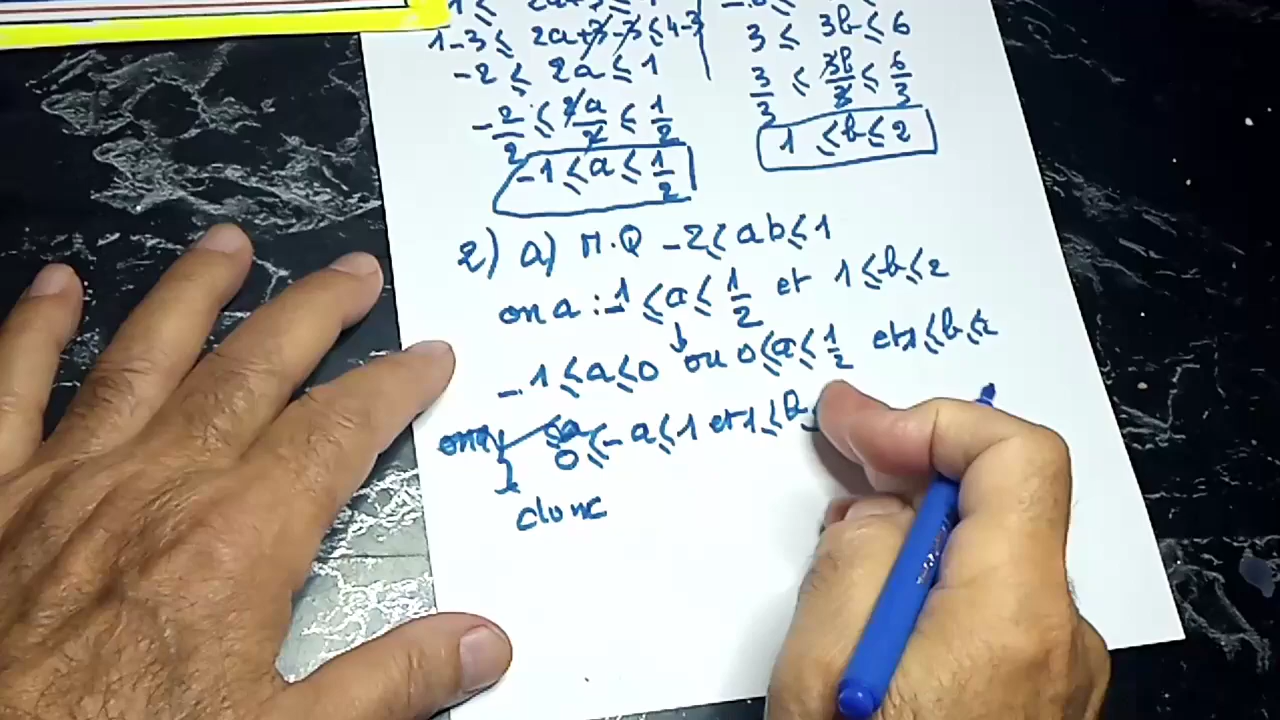 1-3 ≤ 2a+3-3 ≤ 4-3
-2 ≤ 2a ≤ 1
-2/2 ≤ 2a/2 ≤ 1/2
-1 ≤ a ≤ 1/2
3 ≤ 3b ≤ 6
3/3 ≤ 3b/3 ≤ 6/3
1 ≤ b ≤ 2
2) a) M.Q -2 ≤ ab ≤ 1
on a : -1 ≤ a ≤ 1/2 et 1 ≤ b ≤ 2
-1 ≤ a ≤ 0 ou 0 ≤ a ≤ 1/2 et 1 ≤ b ≤ 2
0 ≤ -a ≤ 1 et 1 ≤ b ≤
donc